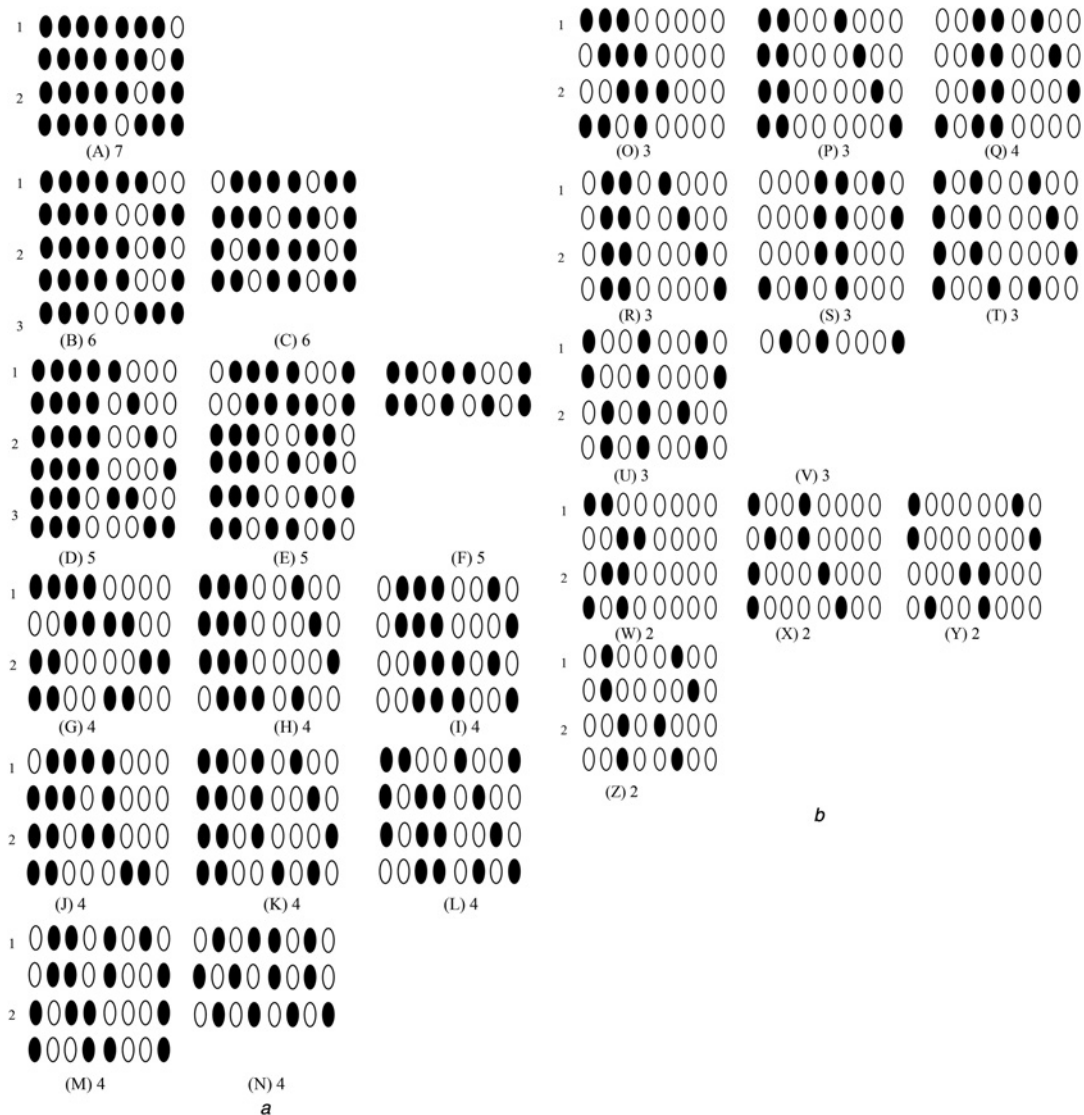 1
2
(A) 7
1
2
3
(B) 6 (C) 6
1
2
3
(D) 5 (E) 5 (F) 5
1
2
(G) 4 (H) 4 (I) 4
1
2
(J) 4 (K) 4 (L) 4
1
2
(M) 4 (N) 4
a
1
2
(O) 3 (P) 3 (Q) 4
1
2
(R) 3 (S) 3 (T) 3
1
2
(U) 3 (V) 3
1
2
(W) 2 (X) 2 (Y) 2
1
2
(Z) 2
b